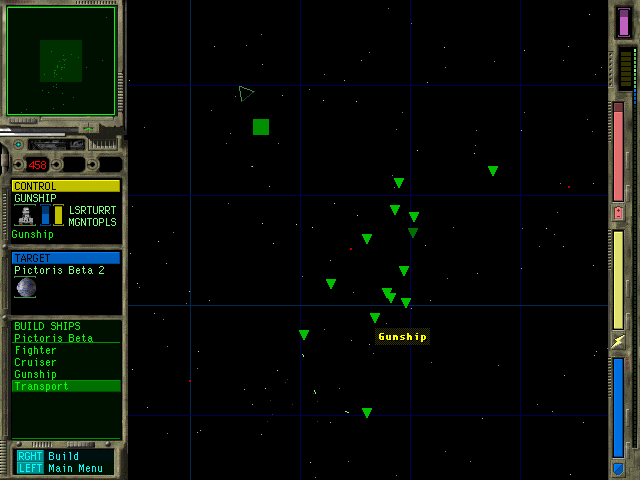 458
CONTROL
GUNSHIP
LSRTURRT
MGNTOPLS
Gunship
TARGET
Pictoris Beta 2
BUILD SHIPS
Pictoris Beta
Fighter
Cruiser
Gunship
Transport
RGHT Build
LEFT Main Menu
Gunship